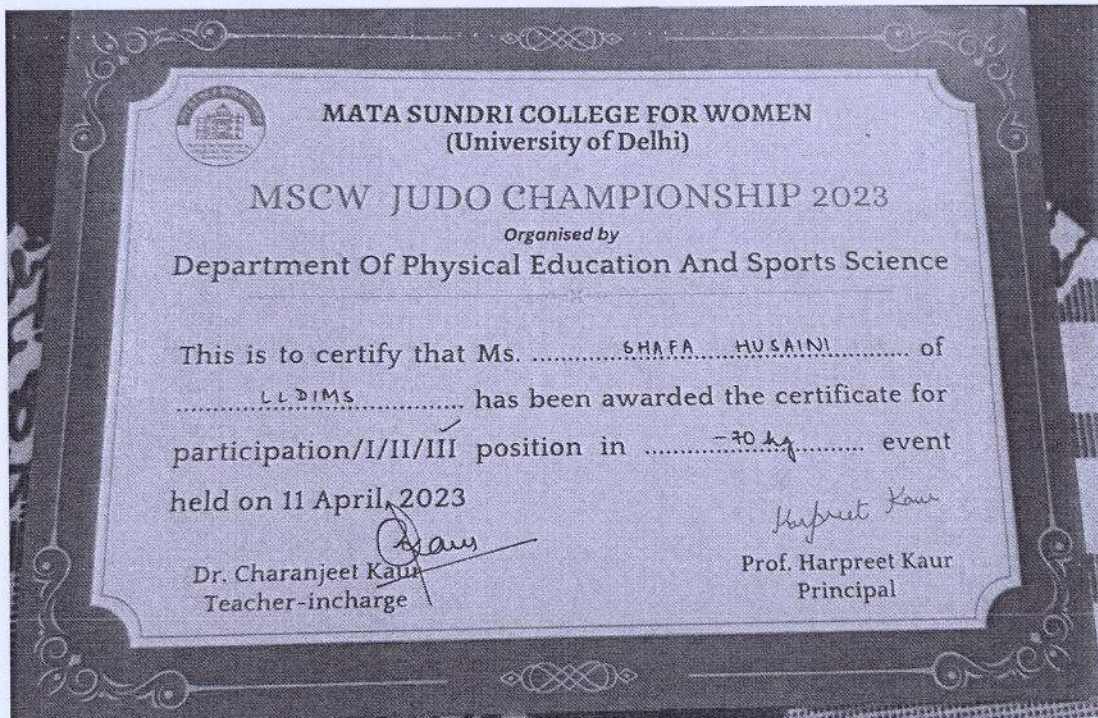 MATA SUNDRI COLLEGE FOR WOMEN
(University of Delhi)
MSCW JUDO CHAMPIONSHIP 2023
Organised by
Department Of Physical Education And Sports Science
This is to certify that Ms. SHAFA HUSAINI of
LLDIMS has been awarded the certificate for
participation/I/II/III position in -70 kg event
held on 11 April, 2023
Harpreet Kaur
Dr. Charanjeet Kaur
Teacher-incharge
Prof. Harpreet Kaur
Principal